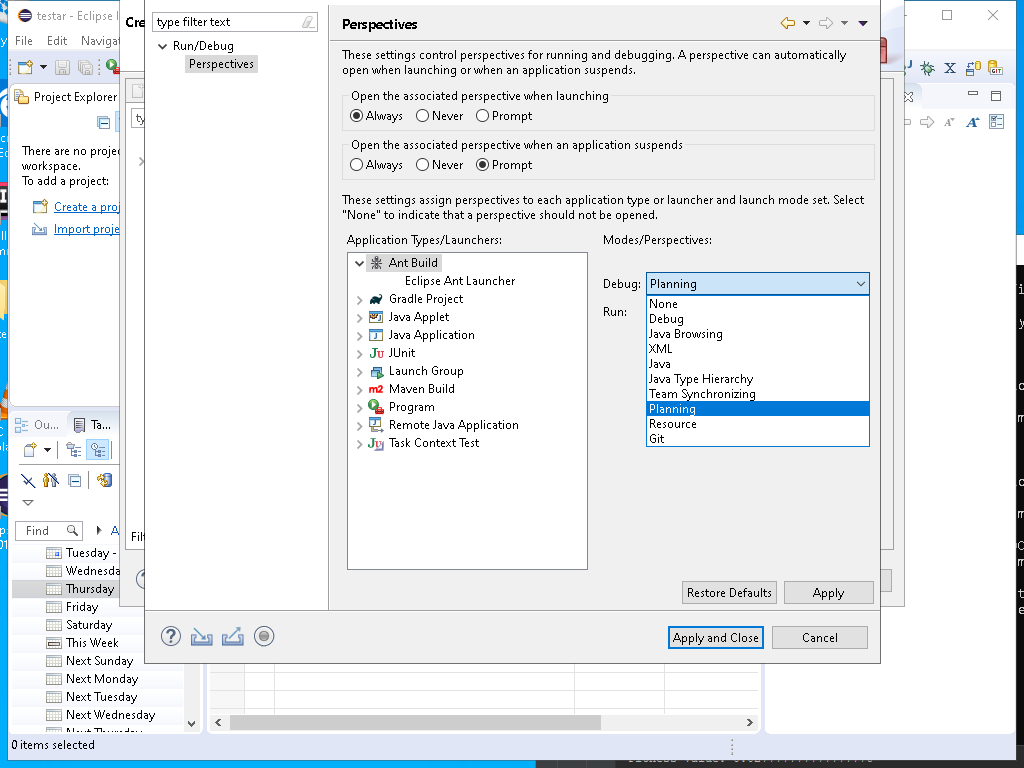 testar - Eclipse I
File Edit Navigat
Project Explorer
There are no proje
workspace.
To add a project:
Create a proj
Import proje
Ou...
Ta...
Find
A
Tuesday -
Wednesda
Thursday
Friday
Saturday
This Week
Next Sunday
Next Monday
Next Tuesday
Next Wednesday
0 items selected
Cre
ty
Filt
type filter text
Run/Debug
Perspectives
Perspectives
These settings control perspectives for running and debugging. A perspective can automatically
open when launching or when an application suspends.
Open the associated perspective when launching
Always Never Prompt
Open the associated perspective when an application suspends
Always Never Prompt
These settings assign perspectives to each application type or launcher and launch mode set. Select
"None" to indicate that a perspective should not be opened.
Application Types/Launchers:
Ant Build
Eclipse Ant Launcher
Gradle Project
Java Applet
Java Application
JUnit
Launch Group
Maven Build
Program
Remote Java Application
Task Context Test
Modes/Perspectives:
Debug: Planning
Run:
None
Debug
Java Browsing
XML
Java
Java Type Hierarchy
Team Synchronizing
Planning
Resource
Git
Restore Defaults Apply
Apply and Close Cancel